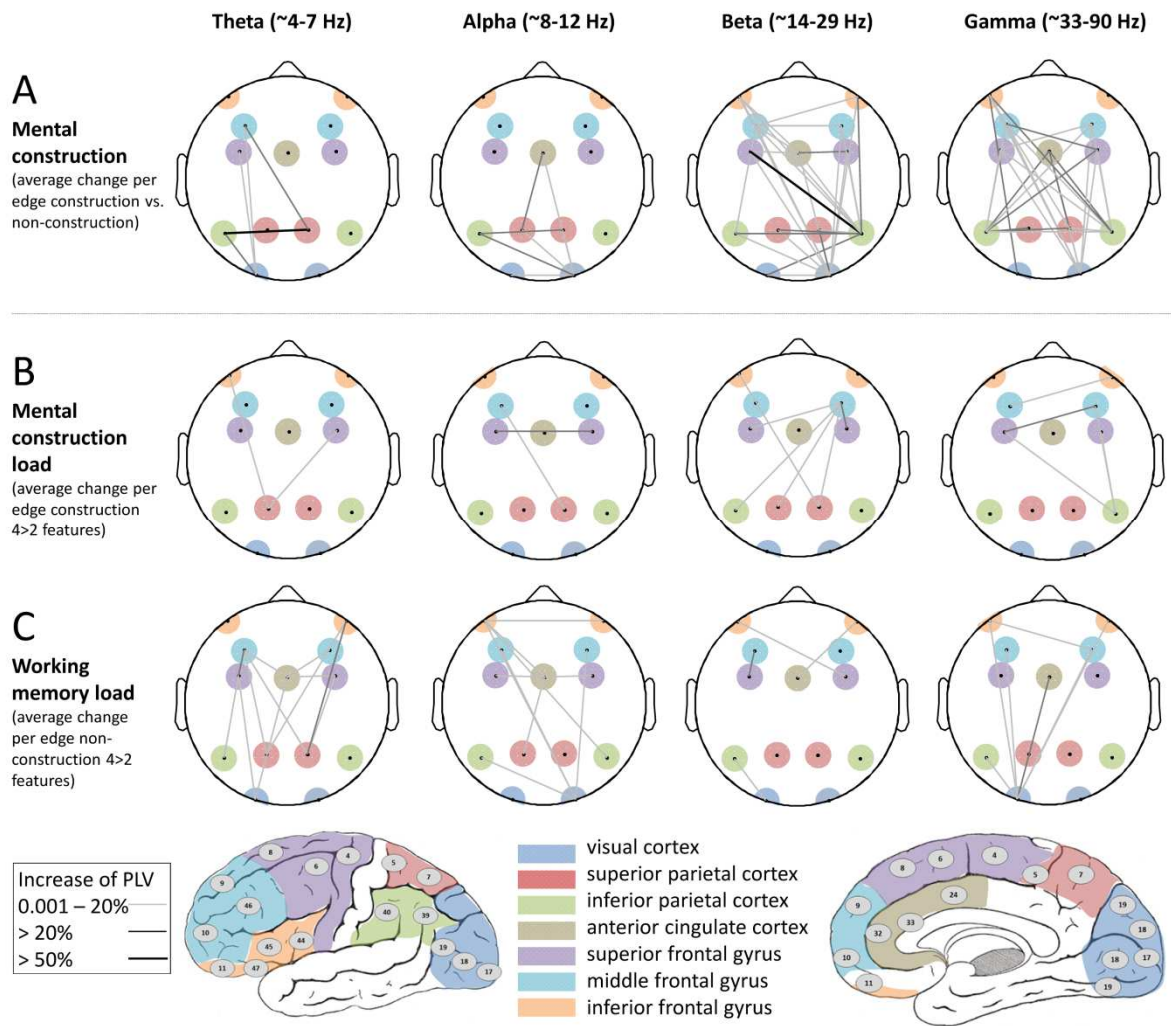 Theta (~4-7 Hz)
Alpha (~8-12 Hz)
Beta (~14-29 Hz)
Gamma (~33-90 Hz)
A
Mental
construction
(average change per
edge construction vs.
non-construction)
B
Mental
construction
load
(average change per
edge construction
4>2 features)
C
Working
memory load
(average change
per edge non-
construction 4>2
features)
Increase of PLV
0.001 – 20%
> 20%
> 50%
8
6
4
5
7
9
46
40
39
10
45
44
19
18
17
11
47
visual cortex
superior parietal cortex
inferior parietal cortex
anterior cingulate cortex
superior frontal gyrus
middle frontal gyrus
inferior frontal gyrus
8
6
4
5
7
9
24
19
33
18
32
10
18
17
11
19